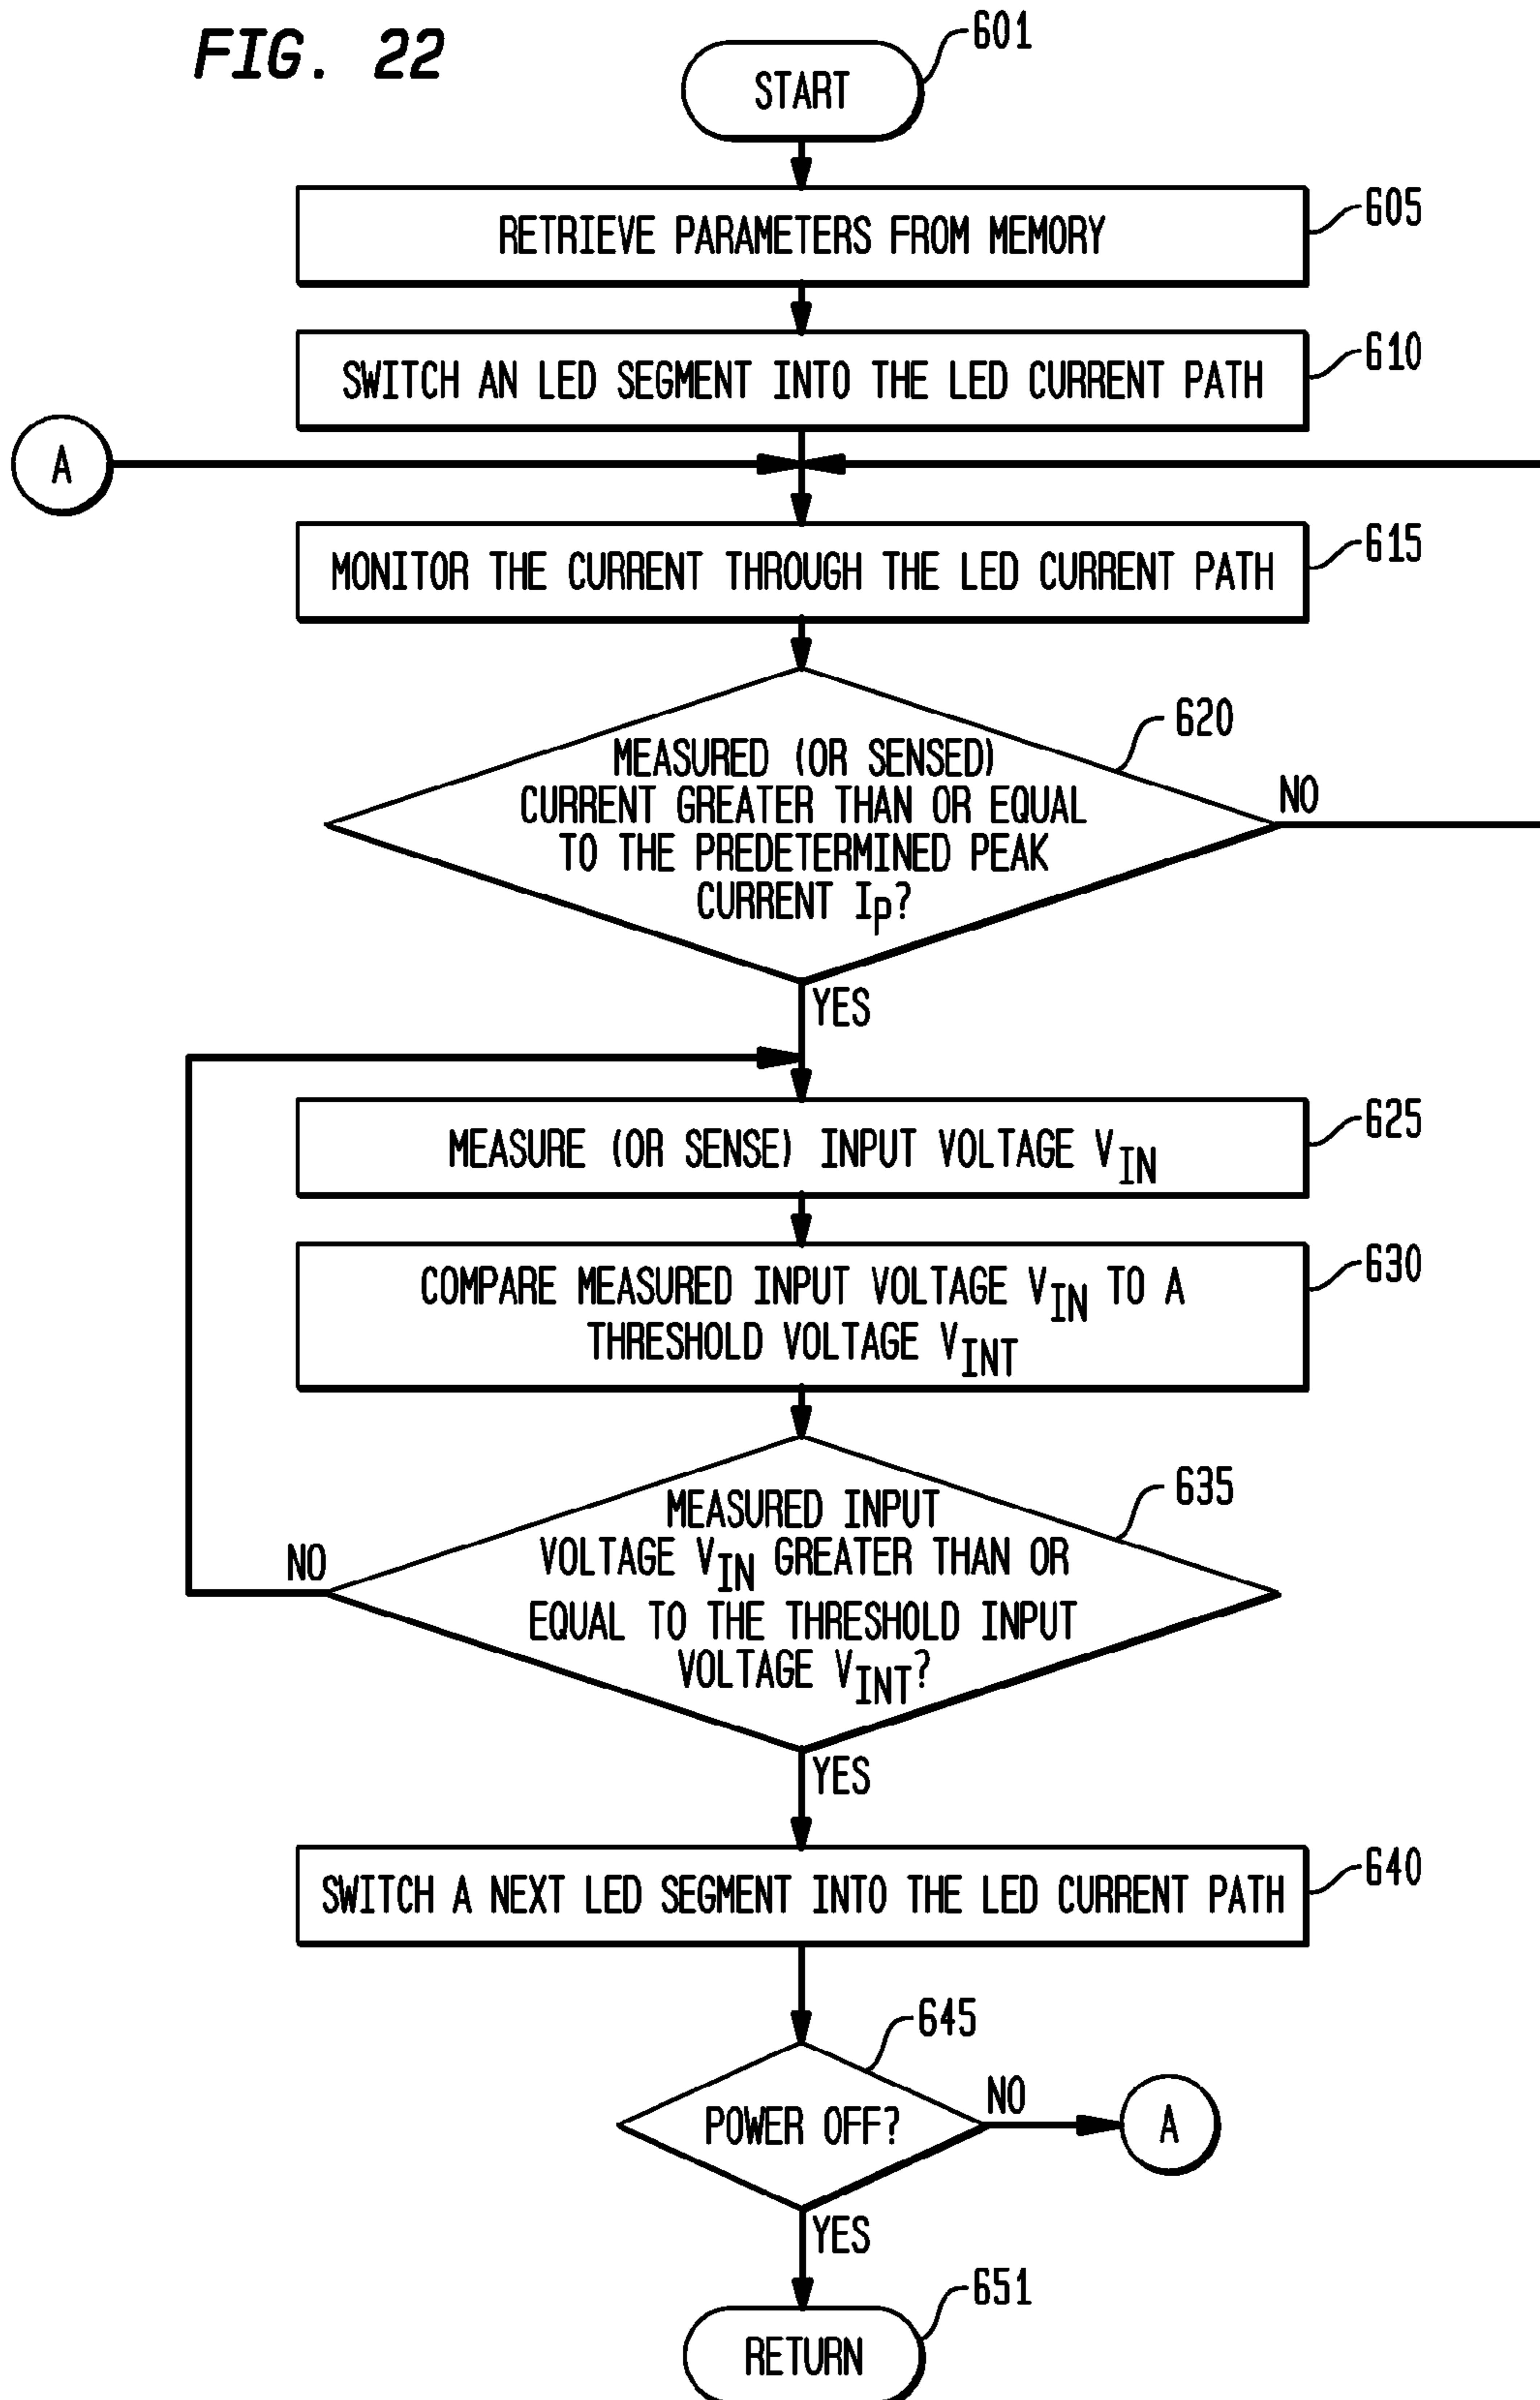 FIG. 22
START
601
RETRIEVE PARAMETERS FROM MEMORY
605
SWITCH AN LED SEGMENT INTO THE LED CURRENT PATH
610
A
MONITOR THE CURRENT THROUGH THE LED CURRENT PATH
615
MEASURED (OR SENSED)
CURRENT GREATER THAN OR EQUAL
TO THE PREDETERMINED PEAK
CURRENT IP?
620
NO
YES
MEASURE (OR SENSE) INPUT VOLTAGE VIN
625
COMPARE MEASURED INPUT VOLTAGE VIN TO A
THRESHOLD VOLTAGE VINT
630
MEASURED INPUT
VOLTAGE VIN GREATER THAN OR
EQUAL TO THE THRESHOLD INPUT
VOLTAGE VINT?
635
NO
YES
SWITCH A NEXT LED SEGMENT INTO THE LED CURRENT PATH
640
POWER OFF?
645
NO
A
YES
RETURN
651